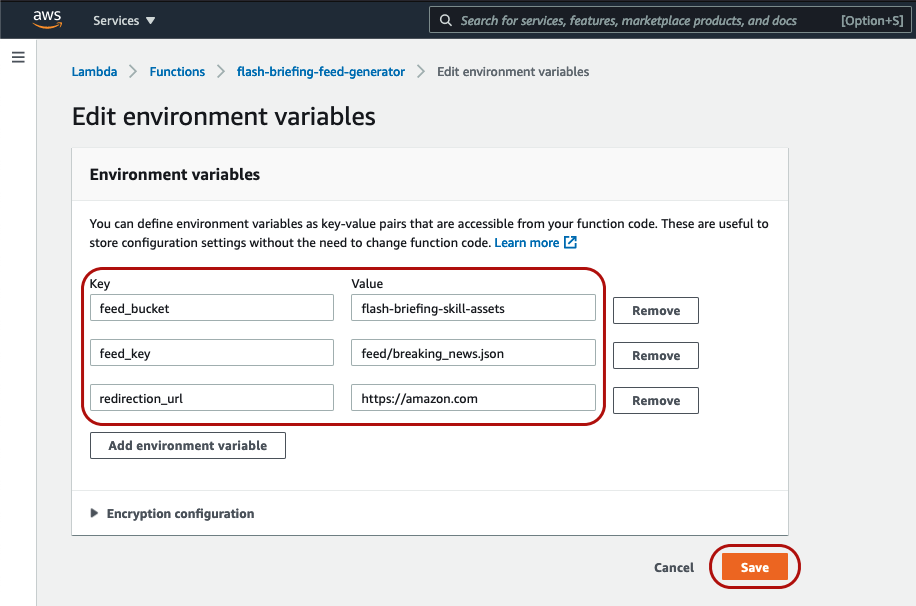 aws Services Search for services, features, marketplace products, and docs [Option+S]
Lambda Functions flash-briefing-feed-generator Edit environment variables
Edit environment variables
Environment variables
You can define environment variables as key-value pairs that are accessible from your function code. These are useful to
store configuration settings without the need to change function code. Learn more
Key Value
feed_bucket flash-briefing-skill-assets Remove
feed_key feed/breaking_news.json Remove
redirection_url https://amazon.com Remove
Add environment variable
Encryption configuration
Cancel Save